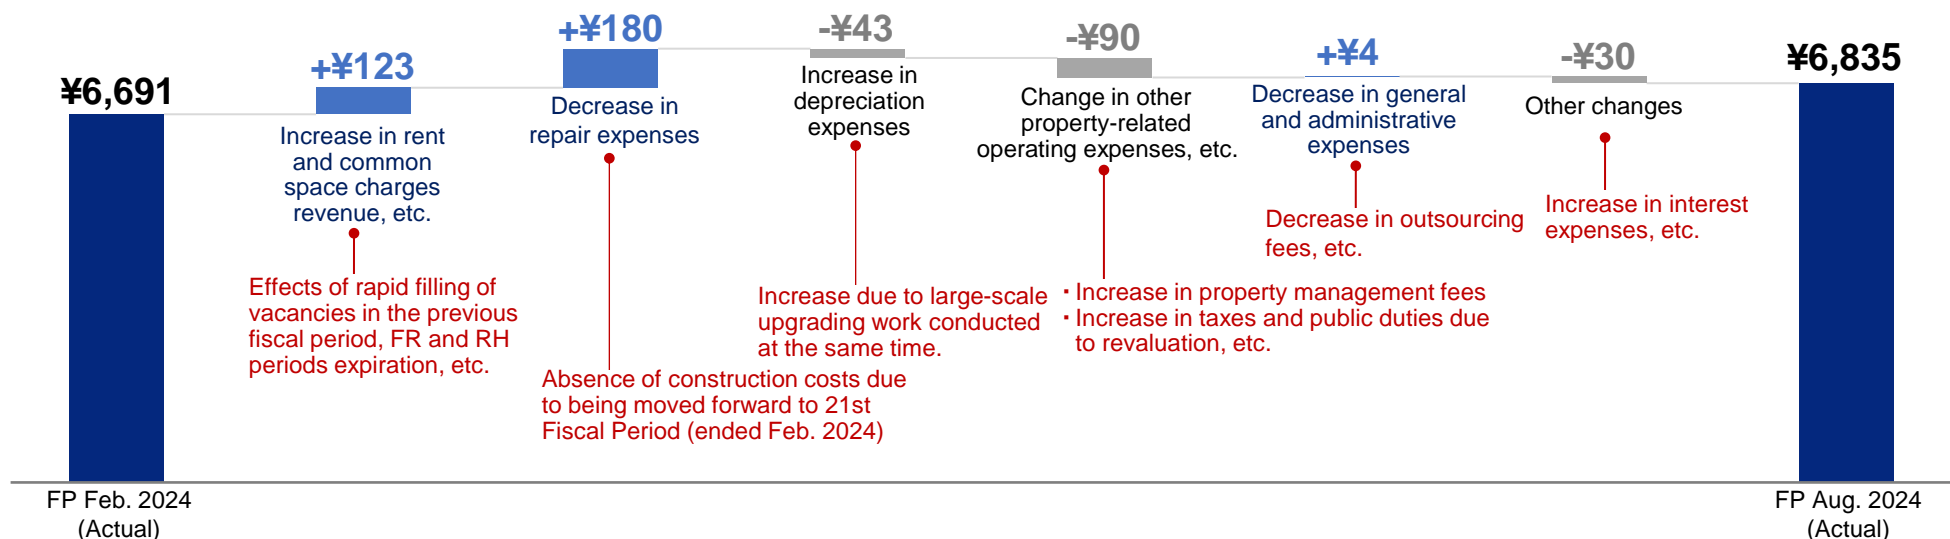 ¥6,691
FP Feb. 2024
(Actual)
+¥123
Increase in rent
and common
space charges
revenue, etc.
Effects of rapid filling of
vacancies in the previous
fiscal period, FR and RH
periods expiration, etc.
+¥180
Decrease in
repair expenses
Absence of construction costs due
to being moved forward to 21st
Fiscal Period (ended Feb. 2024)
-¥43
Increase in
depreciation
expenses
Increase due to large-scale
upgrading work conducted
at the same time.
-¥90
Change in other
property-related
operating expenses, etc.
・Increase in property management fees
・Increase in taxes and public duties due
to revaluation, etc.
+¥4
Decrease in general
and administrative
expenses
Decrease in outsourcing
fees, etc.
-¥30
Other changes
Increase in interest
expenses, etc.
¥6,835
FP Aug. 2024
(Actual)